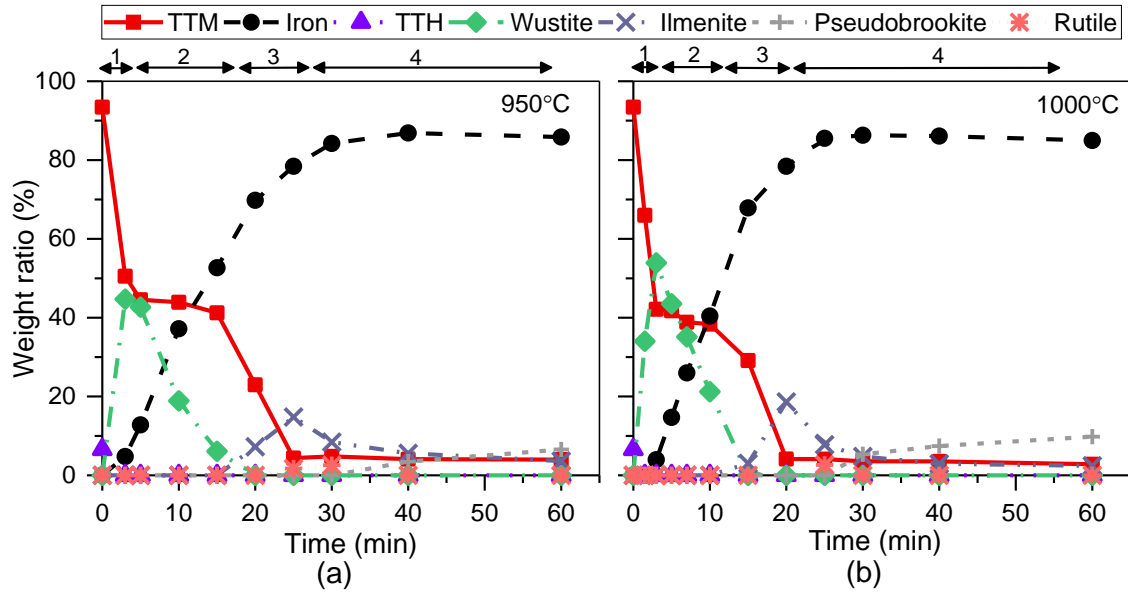 TTM Iron TTH Wustite Ilmenite Pseudobrookite Rutile
1 2 3 4 1 2 3 4
100
950°C 1000°C
80
60
40
20
0
Weight ratio (%)
0 10 20 30 40 50 60 0 10 20 30 40 50 60
Time (min) Time (min)
(a) (b)